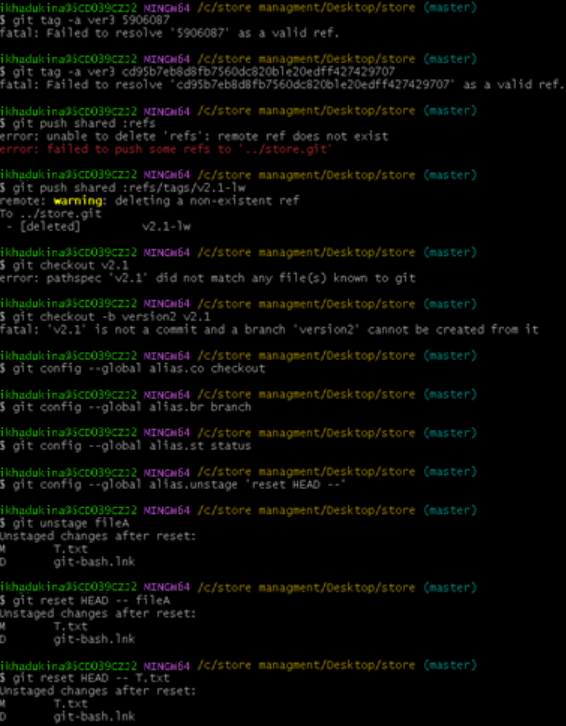 ikhadukina@5CD039CZJ2 MINGW64 /c/store managment/Desktop/store (master)
$ git tag -a ver3 5906087
fatal: Failed to resolve '5906087' as a valid ref.
ikhadukina@5CD039CZJ2 MINGW64 /c/store managment/Desktop/store (master)
$ git tag -a ver3 cd95b7eb8d8fb7560dc820b1e20edff427429707
fatal: Failed to resolve 'cd95b7eb8d8fb7560dc820b1e20edff427429707' as a valid ref.
ikhadukina@5CD039CZJ2 MINGW64 /c/store managment/Desktop/store (master)
$ git push shared :refs
error: unable to delete 'refs': remote ref does not exist
error: failed to push some refs to '../store.git'
ikhadukina@5CD039CZJ2 MINGW64 /c/store managment/Desktop/store (master)
$ git push shared :refs/tags/v2.1-lw
remote: warning: deleting a non-existent ref
To ../store.git
 - [deleted]         v2.1-lw
ikhadukina@5CD039CZJ2 MINGW64 /c/store managment/Desktop/store (master)
$ git checkout v2.1
error: pathspec 'v2.1' did not match any file(s) known to git
ikhadukina@5CD039CZJ2 MINGW64 /c/store managment/Desktop/store (master)
$ git checkout -b version2 v2.1
fatal: 'v2.1' is not a commit and a branch 'version2' cannot be created from it
ikhadukina@5CD039CZJ2 MINGW64 /c/store managment/Desktop/store (master)
$ git config --global alias.co checkout
ikhadukina@5CD039CZJ2 MINGW64 /c/store managment/Desktop/store (master)
$ git config --global alias.br branch
ikhadukina@5CD039CZJ2 MINGW64 /c/store managment/Desktop/store (master)
$ git config --global alias.st status
ikhadukina@5CD039CZJ2 MINGW64 /c/store managment/Desktop/store (master)
$ git config --global alias.unstage 'reset HEAD --'
ikhadukina@5CD039CZJ2 MINGW64 /c/store managment/Desktop/store (master)
$ git unstage fileA
Unstaged changes after reset:
M       T.txt
D       git-bash.lnk
ikhadukina@5CD039CZJ2 MINGW64 /c/store managment/Desktop/store (master)
$ git reset HEAD -- fileA
Unstaged changes after reset:
M       T.txt
D       git-bash.lnk
ikhadukina@5CD039CZJ2 MINGW64 /c/store managment/Desktop/store (master)
$ git reset HEAD -- T.txt
Unstaged changes after reset:
M       T.txt
D       git-bash.lnk